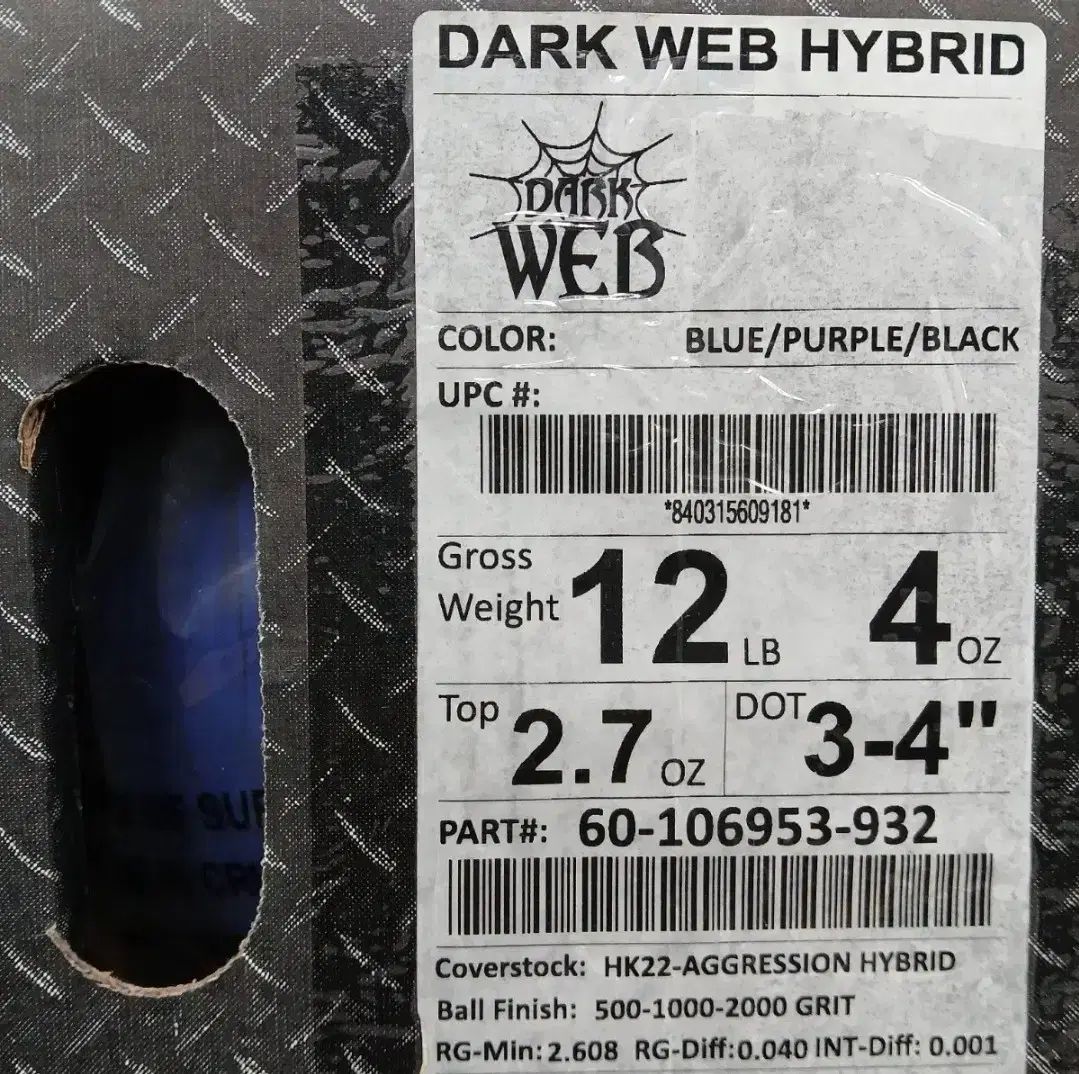 DARK WEB HYBRID
DARK
WEB
COLOR: BLUE/PURPLE/BLACK
UPC #:
*840315609181*
Gross
Weight 12 LB 4 OZ
Top 2.7 OZ DOT 3-4"
PART#: 60-106953-932
Coverstock: HK22-AGGRESSION HYBRID
Ball Finish: 500-1000-2000 GRIT
RG-Min: 2.608 RG-Diff: 0.040 INT-Diff: 0.001